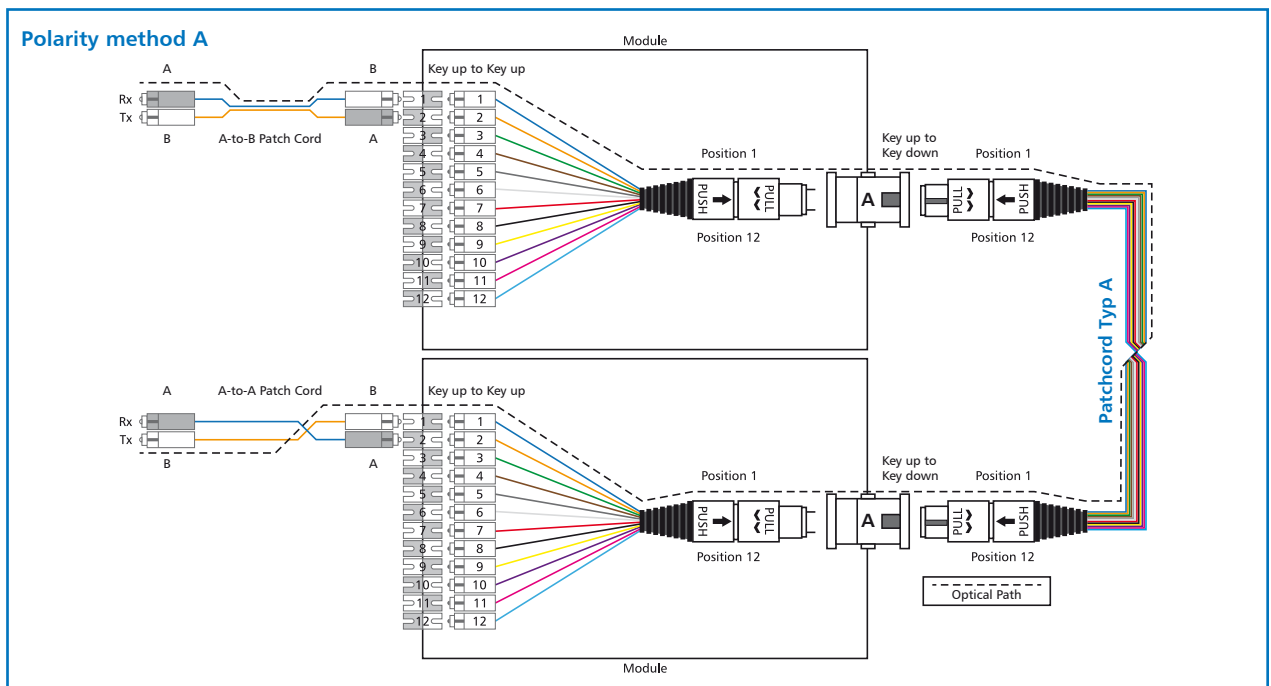 Polarity method A
Module
A
B
Key up to Key up
Rx
Tx
B
A-to-B Patch Cord
A
1
2
3
4
5
6
7
8
9
10
11
12
1
2
3
4
5
6
7
8
9
10
11
12
Position 1
PUSH
PULL
Position 12
Key up to
Key down
A
Position 1
PULL
PUSH
Position 12
Patchcord Typ A
A
A-to-A Patch Cord
B
Key up to Key up
Rx
Tx
B
A
1
2
3
4
5
6
7
8
9
10
11
12
1
2
3
4
5
6
7
8
9
10
11
12
Position 1
PUSH
PULL
Position 12
Key up to
Key down
A
Position 1
PULL
PUSH
Position 12
Optical Path
Module